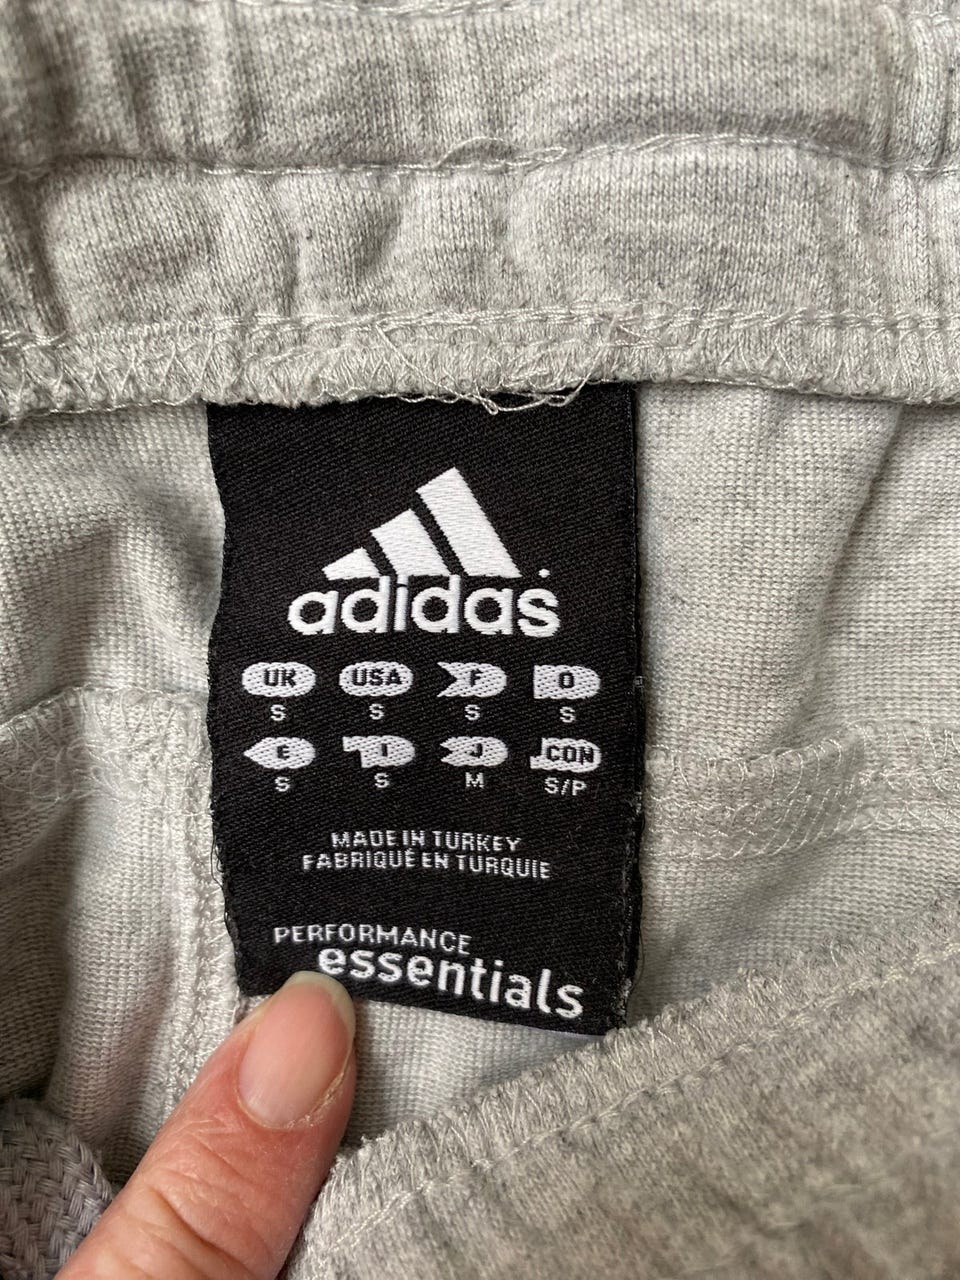 adidas
UK USA F D
S S S S
E I J CON
S S M S/P
MADE IN TURKEY
FABRIQUÉ EN TURQUIE
PERFORMANCE
essentials